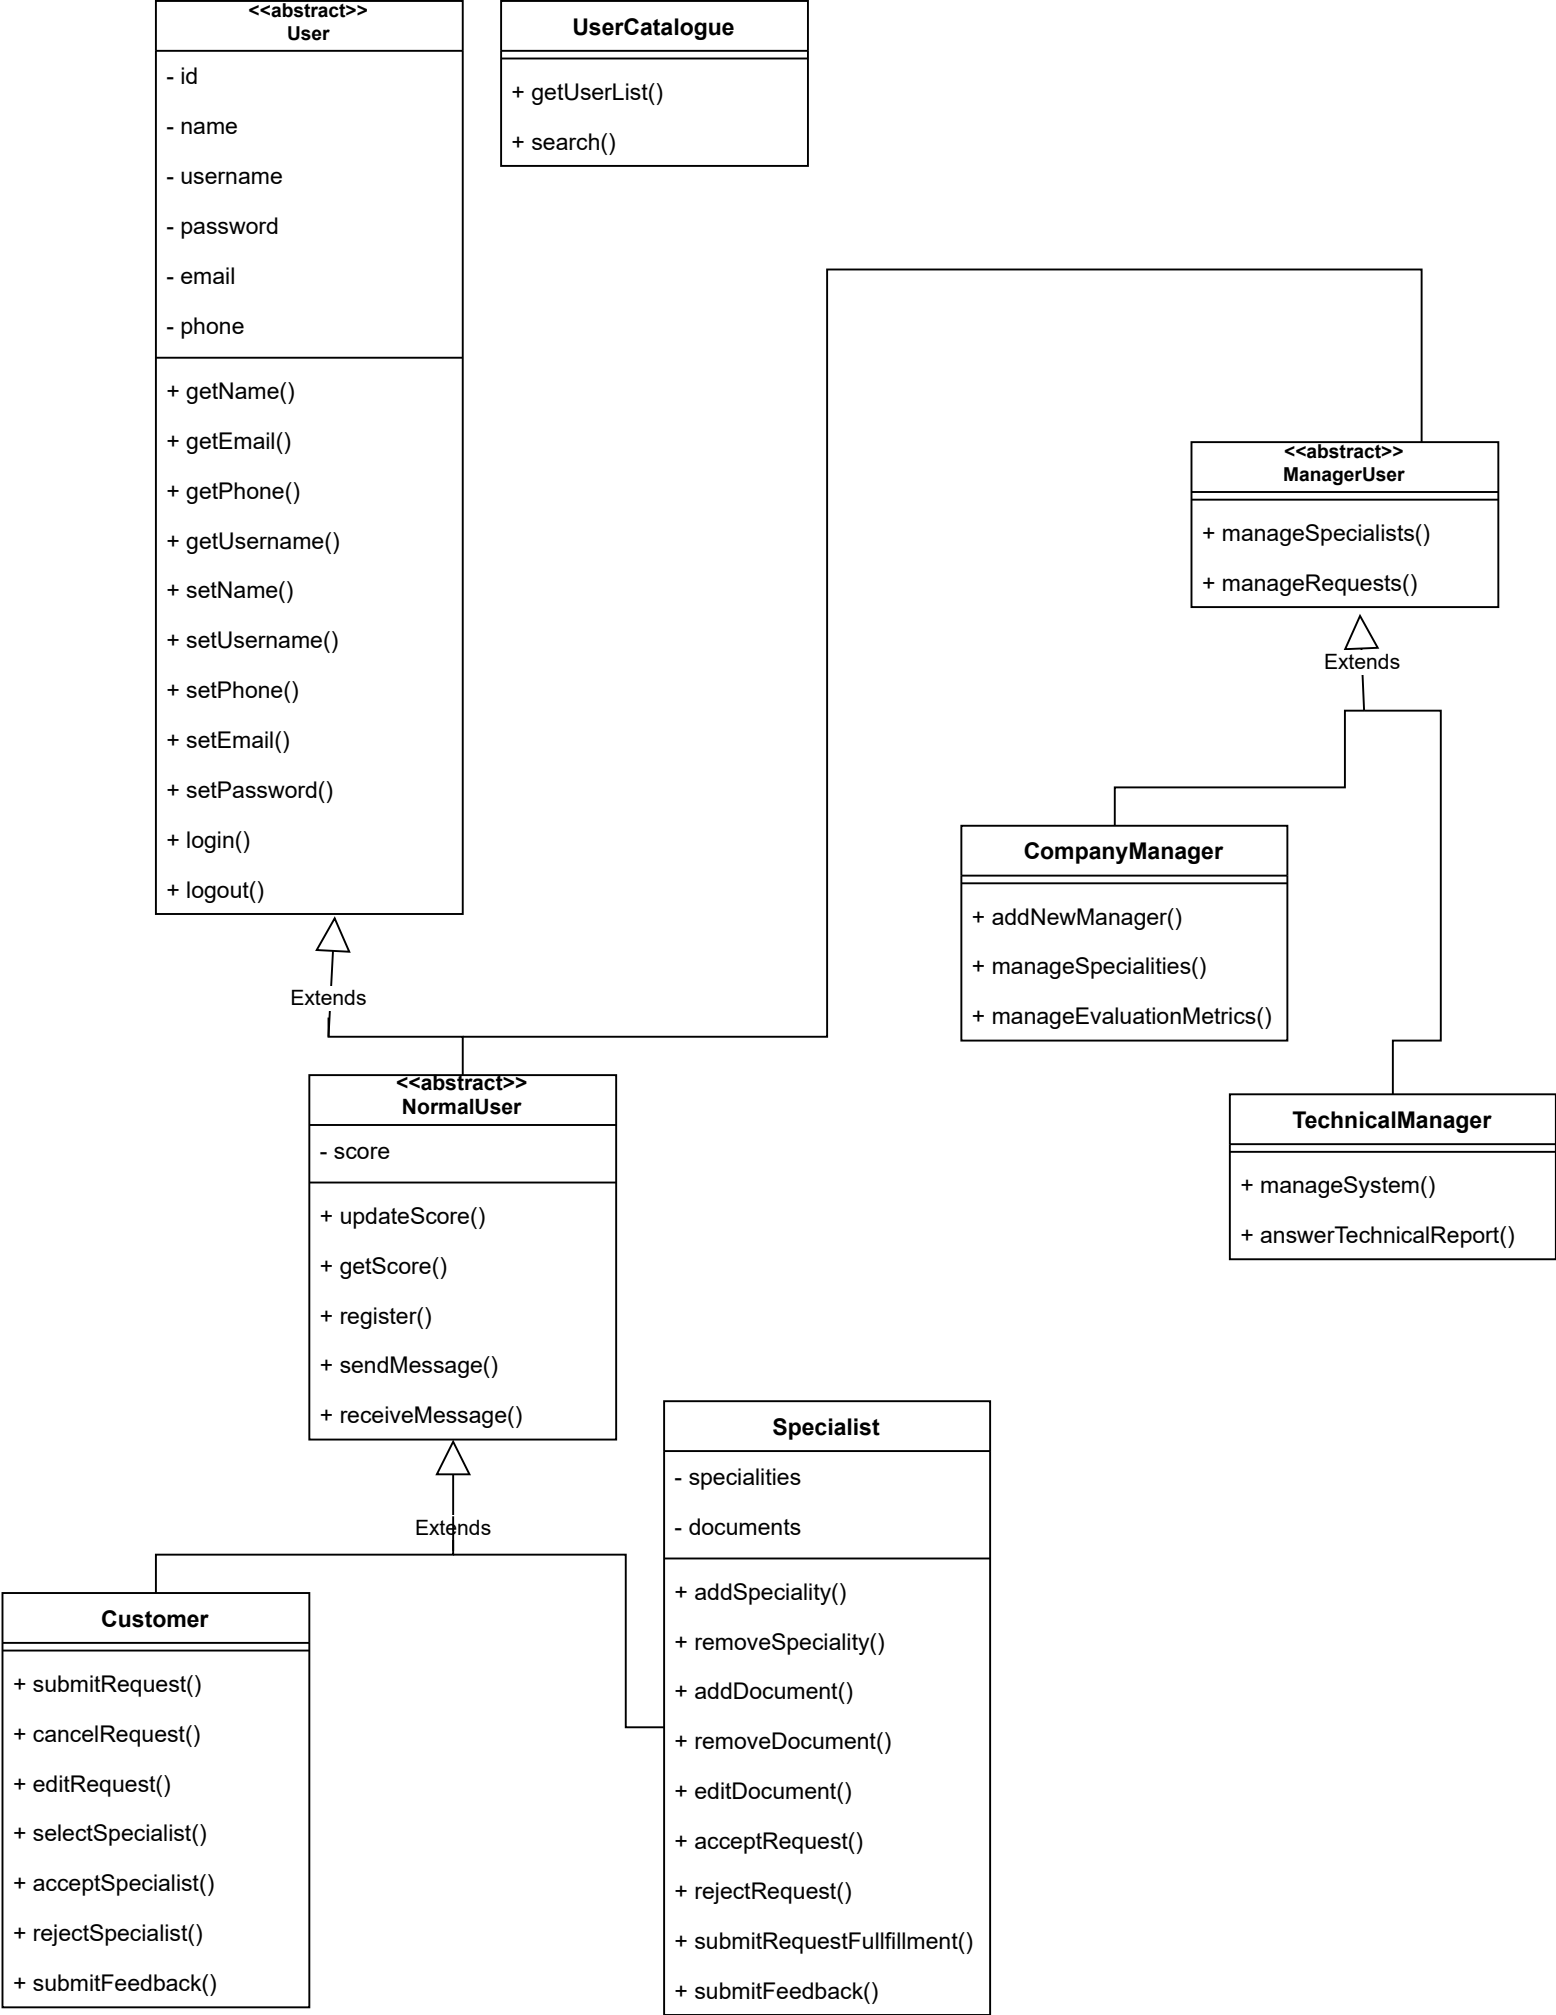 <<abstract>>
User
- id
- name
- username
- password
- email
- phone
+ getName()
+ getEmail()
+ getPhone()
+ getUsername()
+ setName()
+ setUsername()
+ setPhone()
+ setEmail()
+ setPassword()
+ login()
+ logout()
UserCatalogue
+ getUserList()
+ search()
<<abstract>>
ManagerUser
+ manageSpecialists()
+ manageRequests()
Extends
CompanyManager
+ addNewManager()
+ manageSpecialities()
+ manageEvaluationMetrics()
TechnicalManager
+ manageSystem()
+ answerTechnicalReport()
Extends
<<abstract>>
NormalUser
- score
+ updateScore()
+ getScore()
+ register()
+ sendMessage()
+ receiveMessage()
Extends
Customer
+ submitRequest()
+ cancelRequest()
+ editRequest()
+ selectSpecialist()
+ acceptSpecialist()
+ rejectSpecialist()
+ submitFeedback()
Specialist
- specialities
- documents
+ addSpeciality()
+ removeSpeciality()
+ addDocument()
+ removeDocument()
+ editDocument()
+ acceptRequest()
+ rejectRequest()
+ submitRequestFullfillment()
+ submitFeedback()